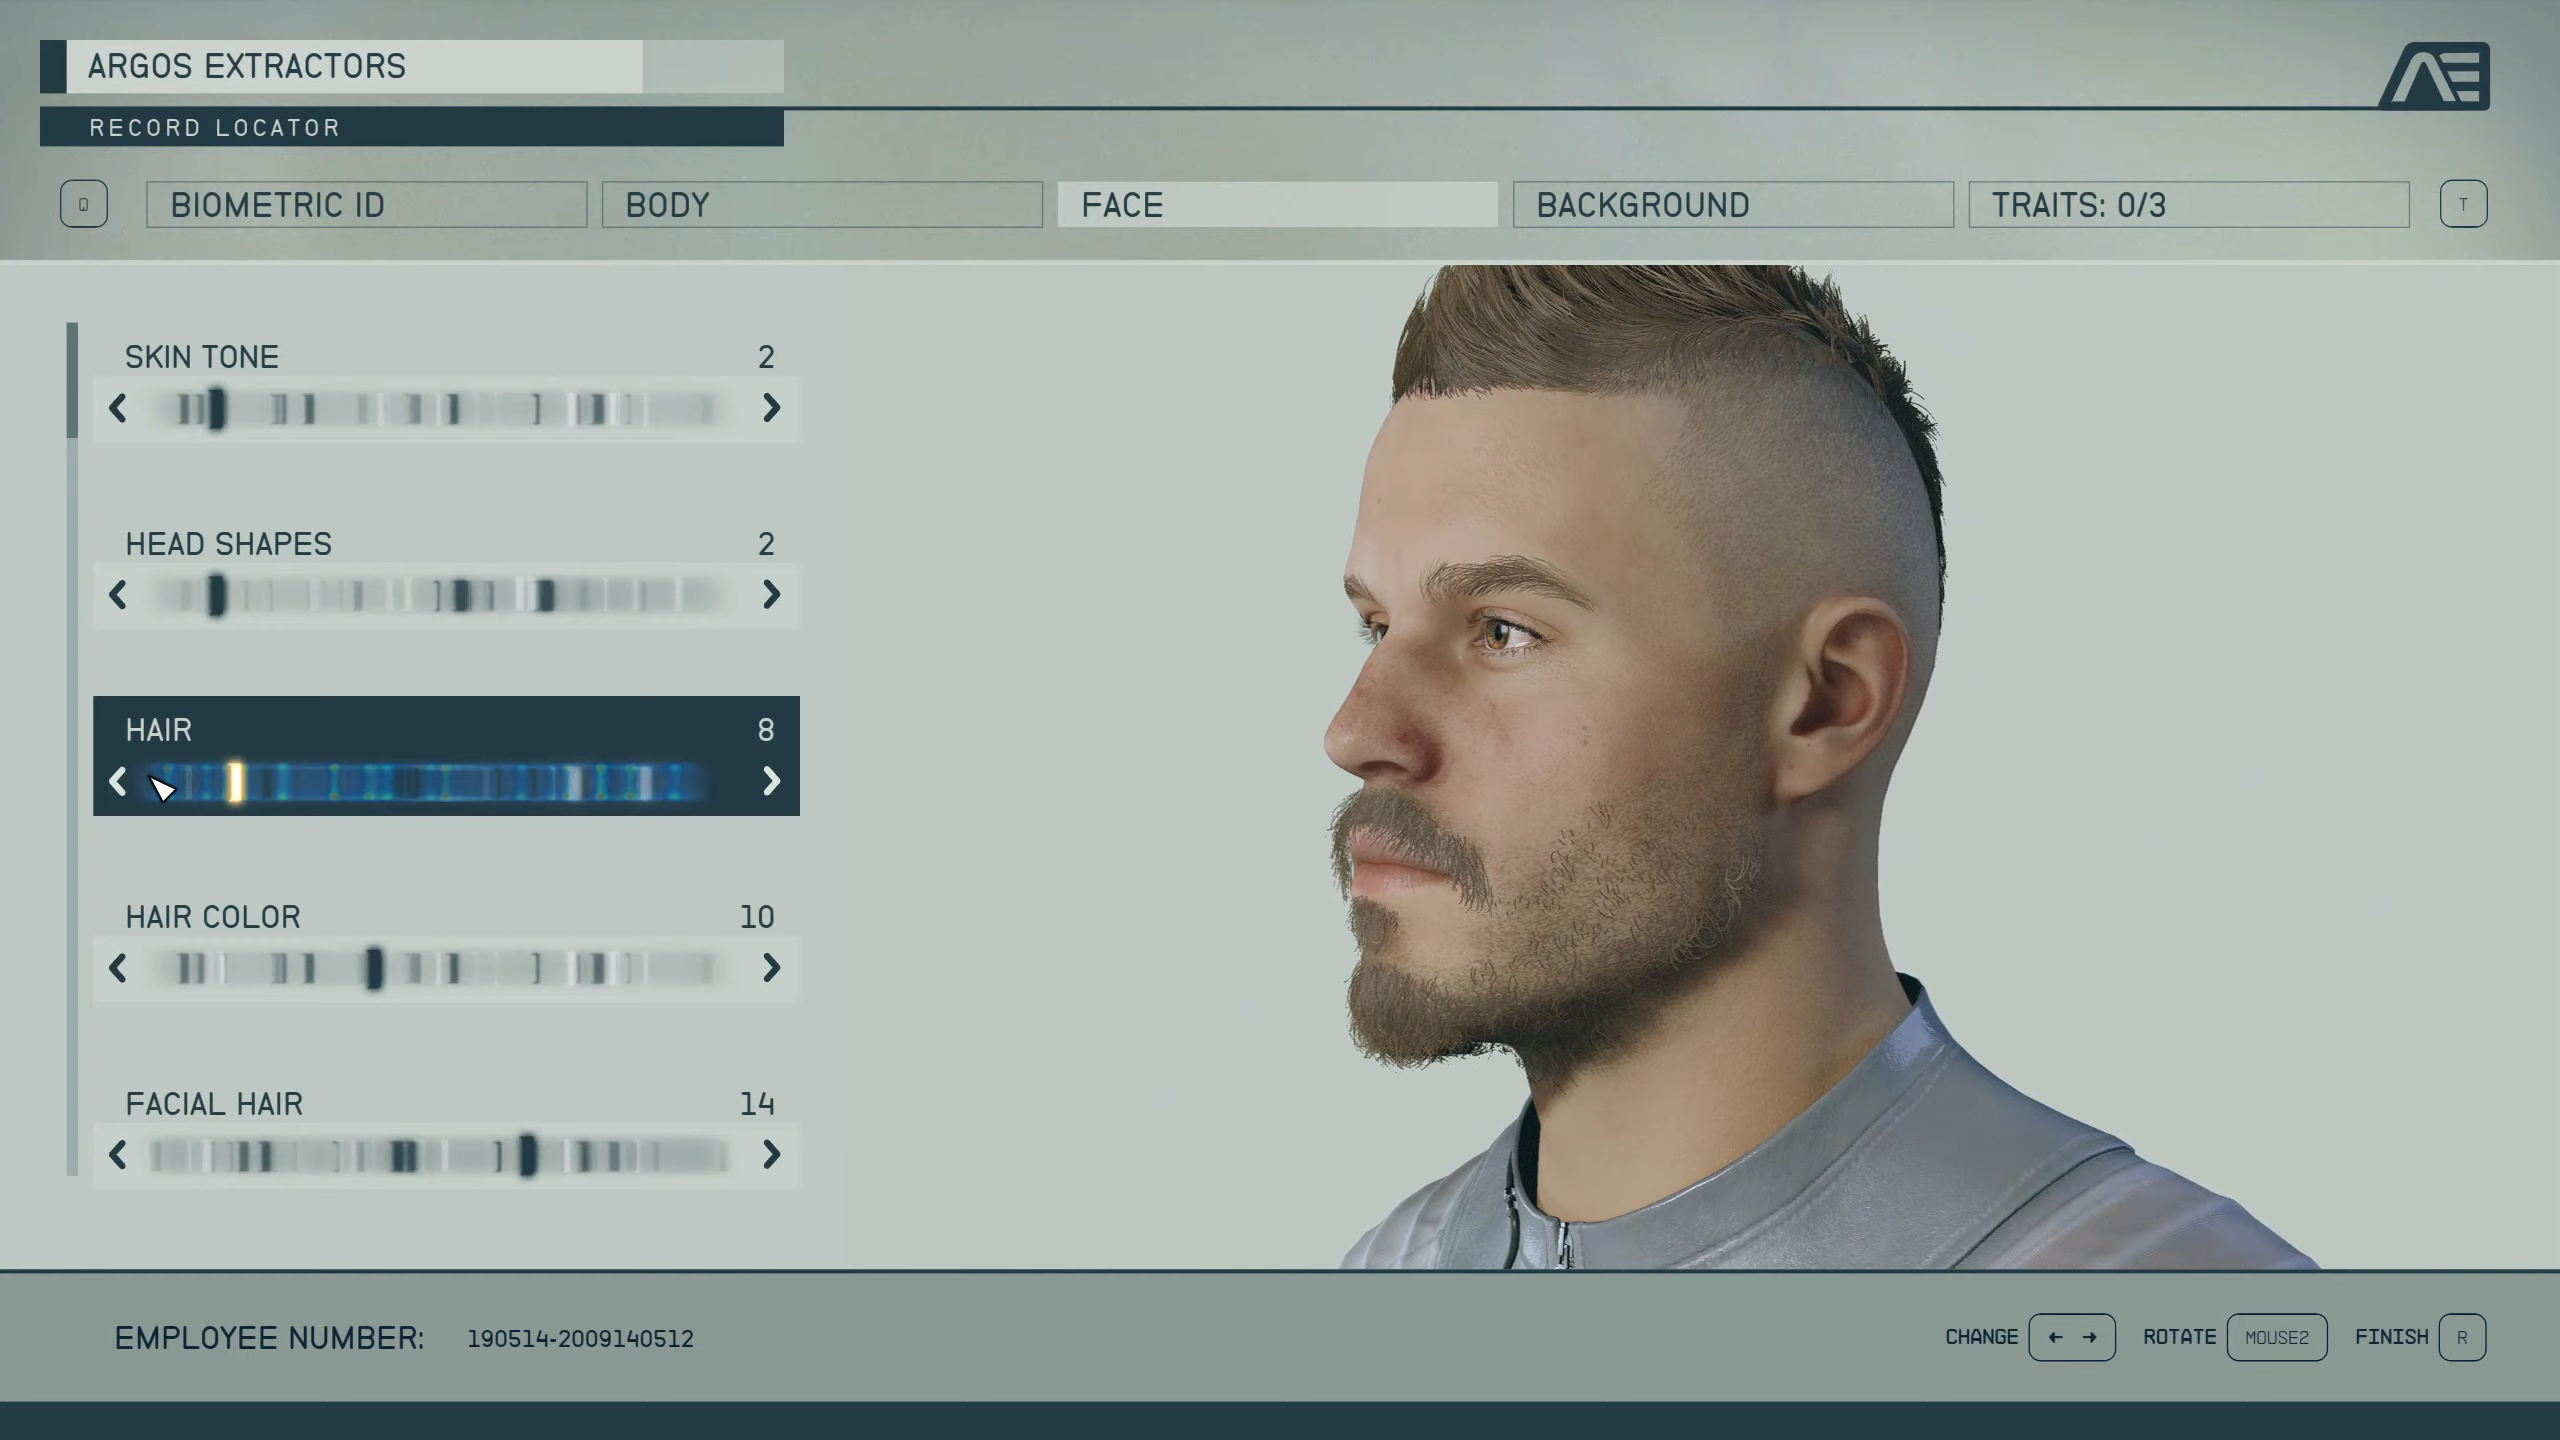 ARGOS EXTRACTORS
RECORD LOCATOR
Q BIOMETRIC ID BODY FACE BACKGROUND TRAITS: 0/3 T
SKIN TONE 2
HEAD SHAPES 2
HAIR 8
HAIR COLOR 10
FACIAL HAIR 14
EMPLOYEE NUMBER: 190514-2009140512
CHANGE ← → ROTATE MOUSE2 FINISH R